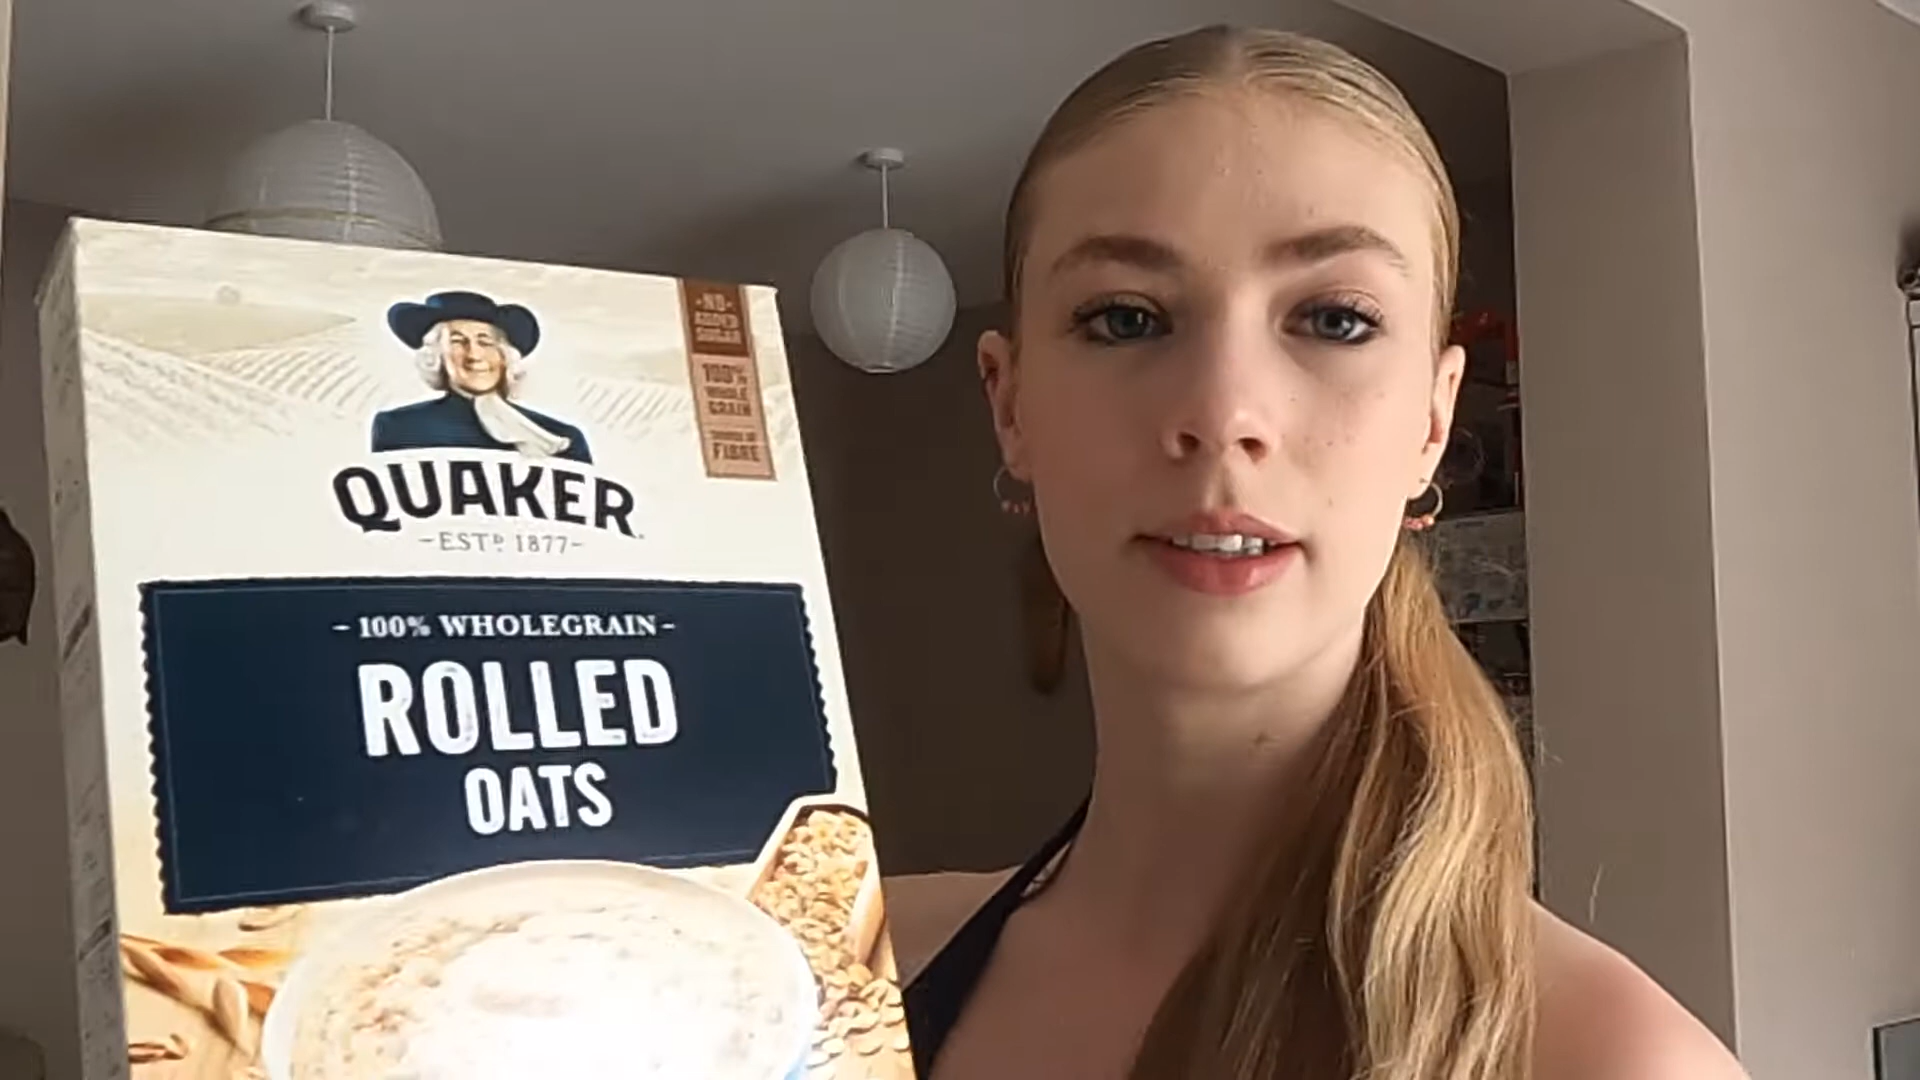 -NO-
ADDED
SUGAR
100%
WHOLE
GRAIN
SOURCE OF
FIBRE
QUAKER
-ESTD 1877-
- 100% WHOLEGRAIN -
ROLLED
OATS